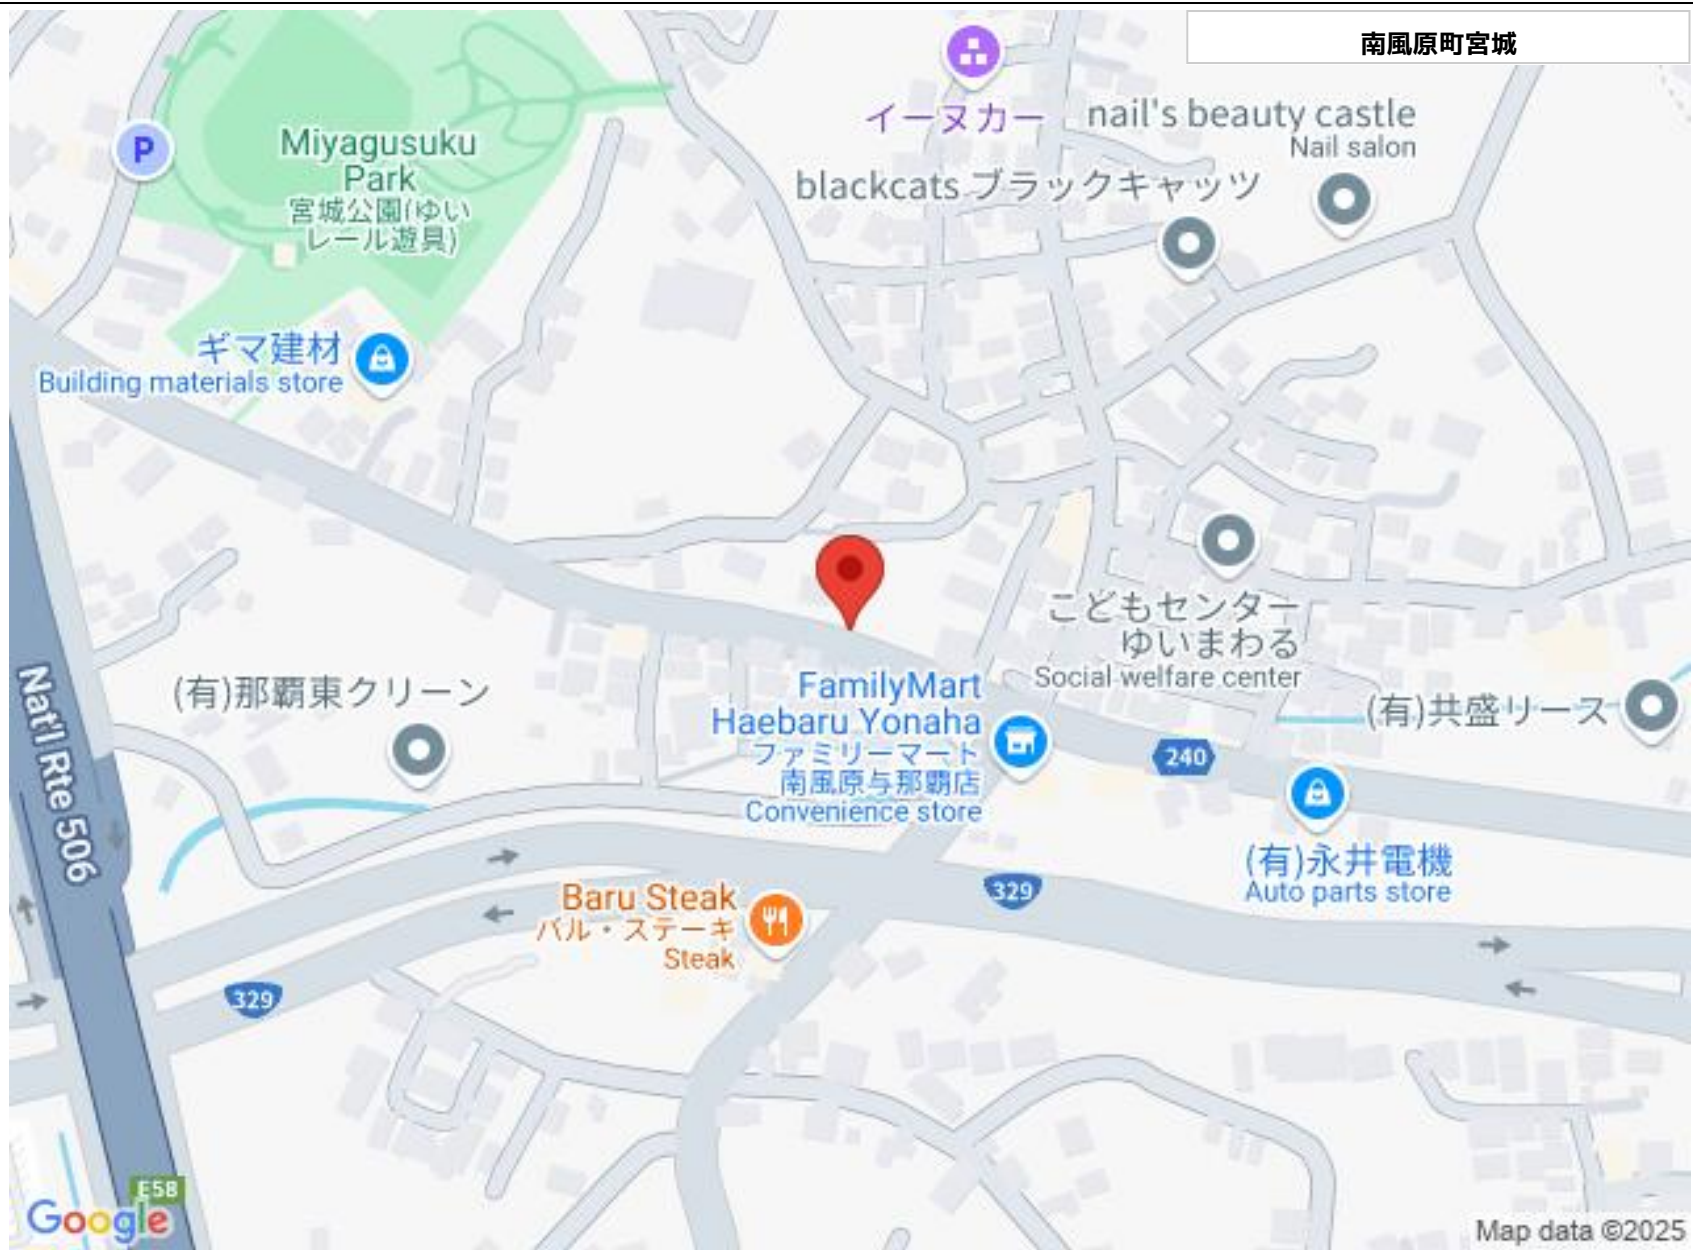 南風原町宮城
イーヌカー
nail's beauty castle
Nail salon
P
Miyagusuku
Park
宮城公園(ゆい
レール遊具)
blackcats ブラックキャッツ
ギマ建材
Building materials store
こどもセンター
ゆいまわる
Social welfare center
(有)那覇東クリーン
FamilyMart
Haebaru Yonaha
ファミリーマート
南風原与那覇店
Convenience store
(有)共盛リース
240
Nat'l Rte 506
(有)永井電機
Auto parts store
329
Baru Steak
バル・ステーキ
Steak
329
E58
Google
Map data ©2025